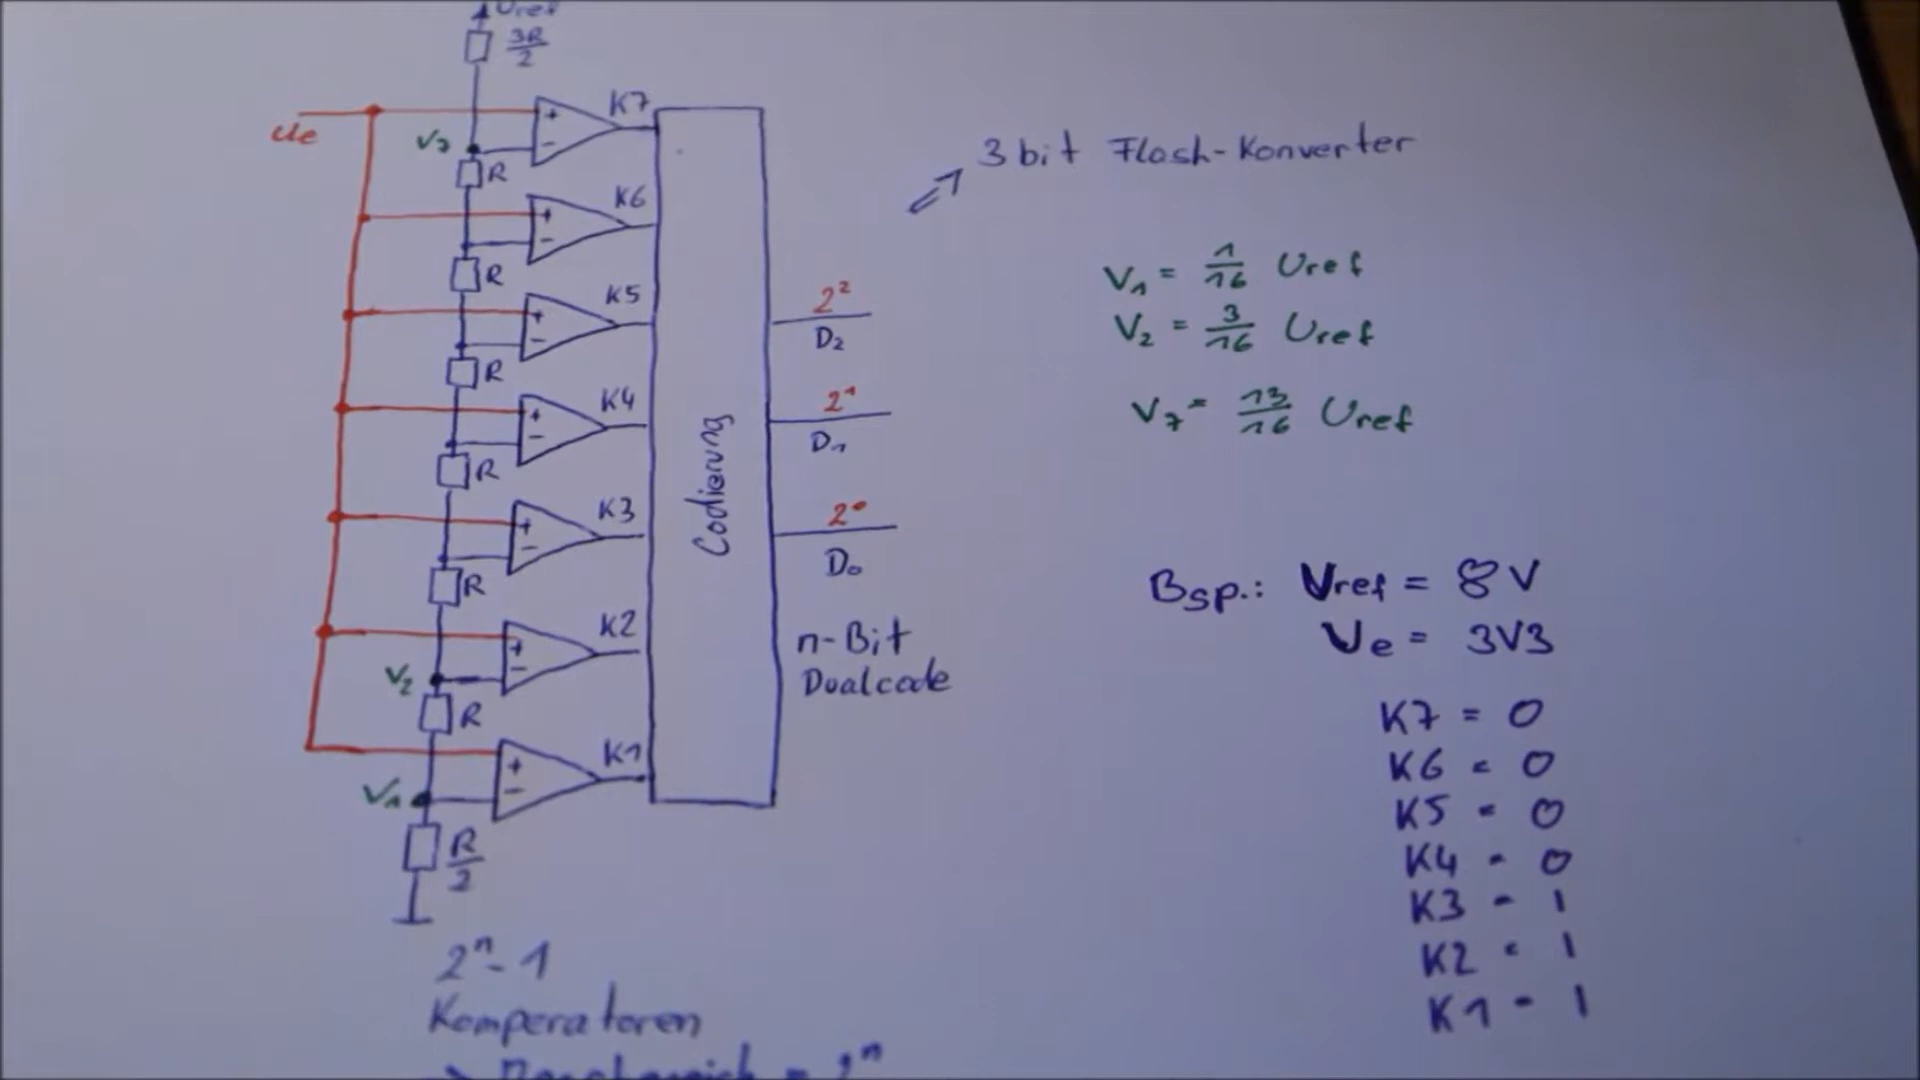 Uref
3R/2
Ue
V7
K7
R
K6
R
K5
R
K4
R
K3
R
K2
V2
R
K1
V1
R/2
Codierung
2²
D2
2¹
D1
2⁰
D0
n-Bit
Dualcode
2ⁿ-1
Komperatoren
3 bit Flash-Konverter
V1 = 1/16 Uref
V2 = 3/16 Uref
V7 = 13/16 Uref
Bsp.: Uref = 8V
Ue = 3V3
K7 = 0
K6 = 0
K5 = 0
K4 = 0
K3 = 1
K2 = 1
K1 = 1
= 2ⁿ